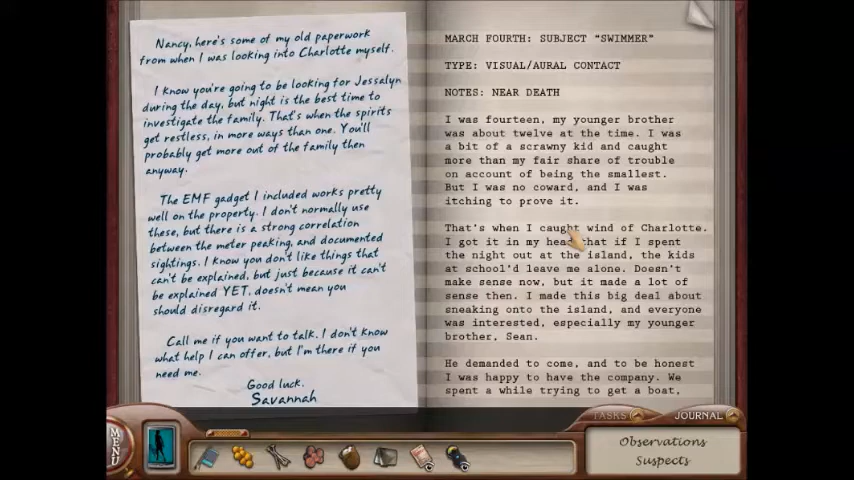 Nancy, here's some of my old paperwork
from when I was looking into Charlotte myself.
I know you're going to be looking for Jessalyn
during the day, but night is the best time to
investigate the family. That's when the spirits
get restless, in more ways than one. You'll
probably get more out of the family then
anyway.
The EMF gadget I included works pretty
well on the property. I don't normally use
these, but there is a strong correlation
between the meter peaking, and documented
sightings. I know you don't like things that
can't be explained, but just because it can't
be explained YET, doesn't mean you
should disregard it.
Call me if you want to talk. I don't know
what help I can offer, but I'm there if you
need me.
Good luck.
Savannah
MARCH FOURTH: SUBJECT "SWIMMER"
TYPE: VISUAL/AURAL CONTACT
NOTES: NEAR DEATH
I was fourteen, my younger brother
was about twelve at the time. I was
a bit of a scrawny kid and caught
more than my fair share of trouble
on account of being the smallest.
But I was no coward, and I was
itching to prove it.
That's when I caught wind of Charlotte.
I got it in my head that if I spent
the night out at the island, the kids
at school'd leave me alone. Doesn't
make sense now, but it made a lot of
sense then. I made this big deal about
sneaking onto the island, and everyone
was interested, especially my younger
brother, Sean.
He demanded to come, and to be honest
I was happy to have the company. We
spent a while trying to get a boat,
TASKS
JOURNAL
MENU
Observations
Suspects